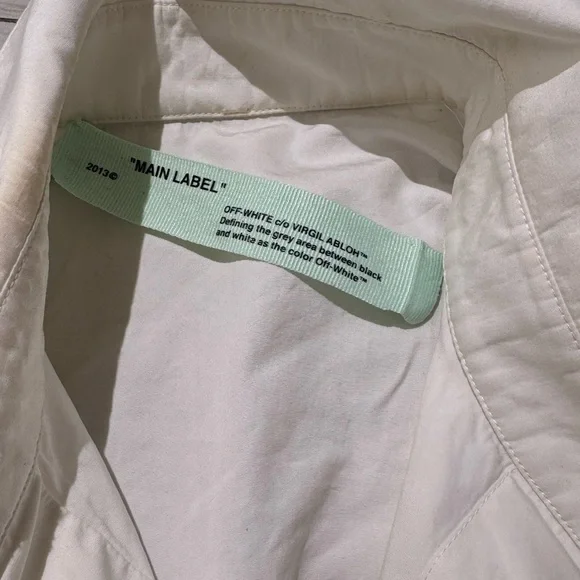 2013©
"MAIN LABEL"
OFF-WHITE c/o VIRGIL ABLOH™
Defining the grey area between black
and white as the color Off-White™